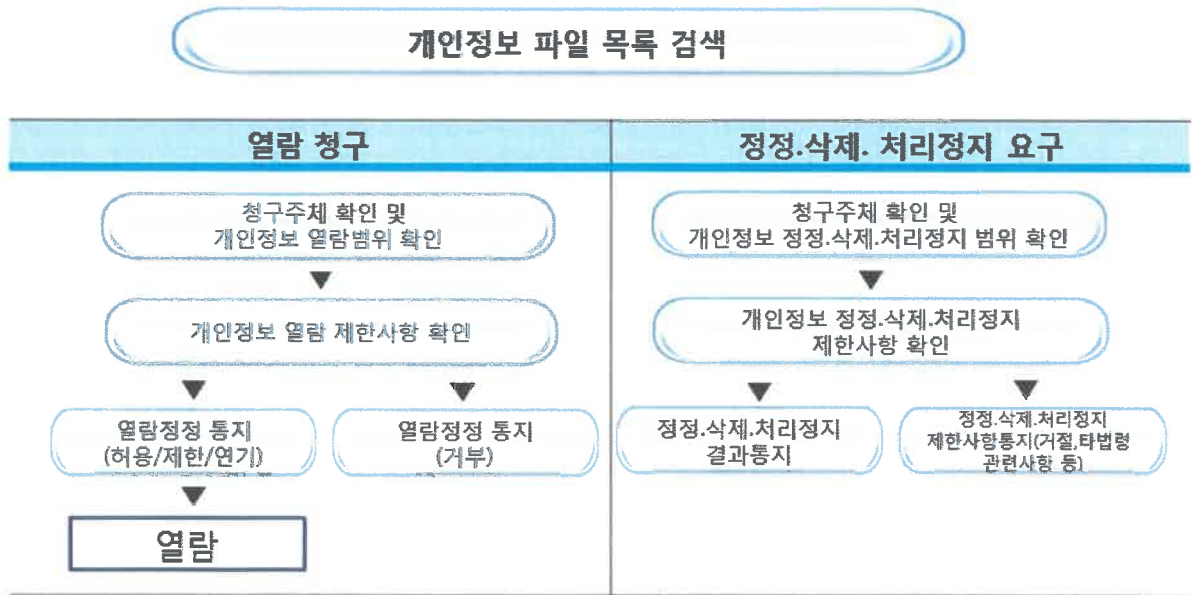 개인정보 파일 목록 검색
열람 청구
청구주체 확인 및
개인정보 열람범위 확인
개인정보 열람 제한사항 확인
열람정정 통지
(허용/제한/연기)
열람정정 통지
(거부)
열람
정정.삭제. 처리정지 요구
청구주체 확인 및
개인정보 정정.삭제.처리정지 범위 확인
개인정보 정정.삭제.처리정지
제한사항 확인
정정.삭제.처리정지
결과통지
정정.삭제.처리정지
제한사항통지(거절,타법령
관련사항 등)